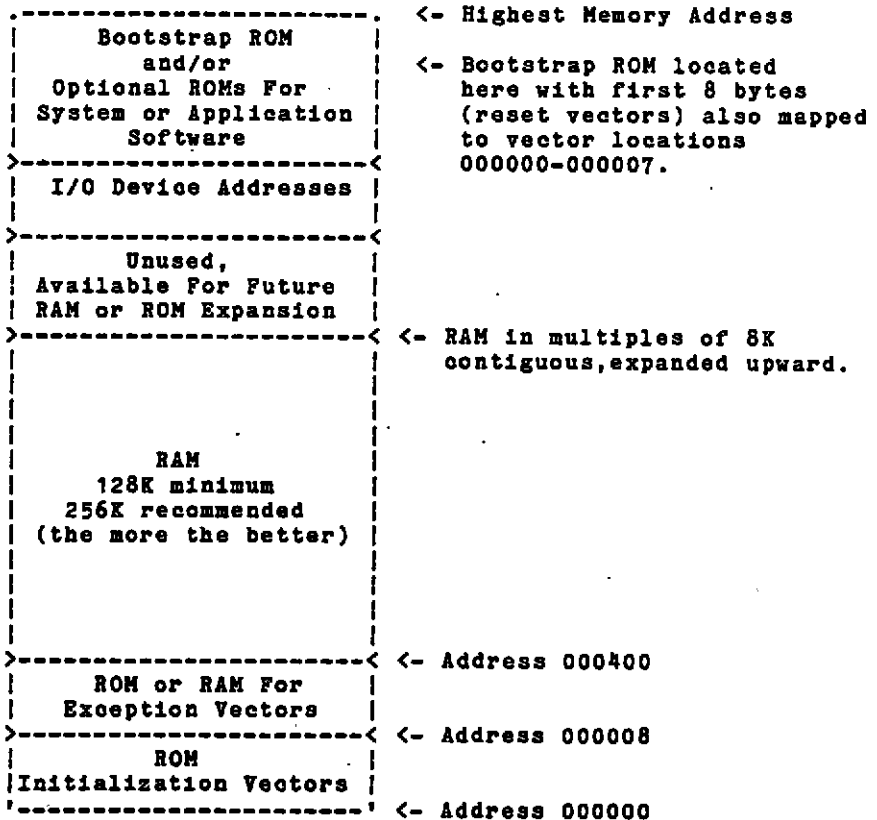 .----------------------. <- Highest Memory Address
| Bootstrap ROM |
| and/or | <- Bootstrap ROM located
| Optional ROMs For | here with first 8 bytes
| System or Application | (reset vectors) also mapped
| Software | to vector locations
>----------------------< 000000-000007.
| I/O Device Addresses |
>----------------------<
| Unused, |
| Available For Future |
| RAM or ROM Expansion |
>----------------------< <- RAM in multiples of 8K
contiguous,expanded upward.
| RAM |
| 128K minimum |
| 256K recommended |
| (the more the better) |
>----------------------< <- Address 000400
| ROM or RAM For |
| Exception Vectors |
>----------------------< <- Address 000008
| ROM |
|Initialization Vectors |
'----------------------' <- Address 000000